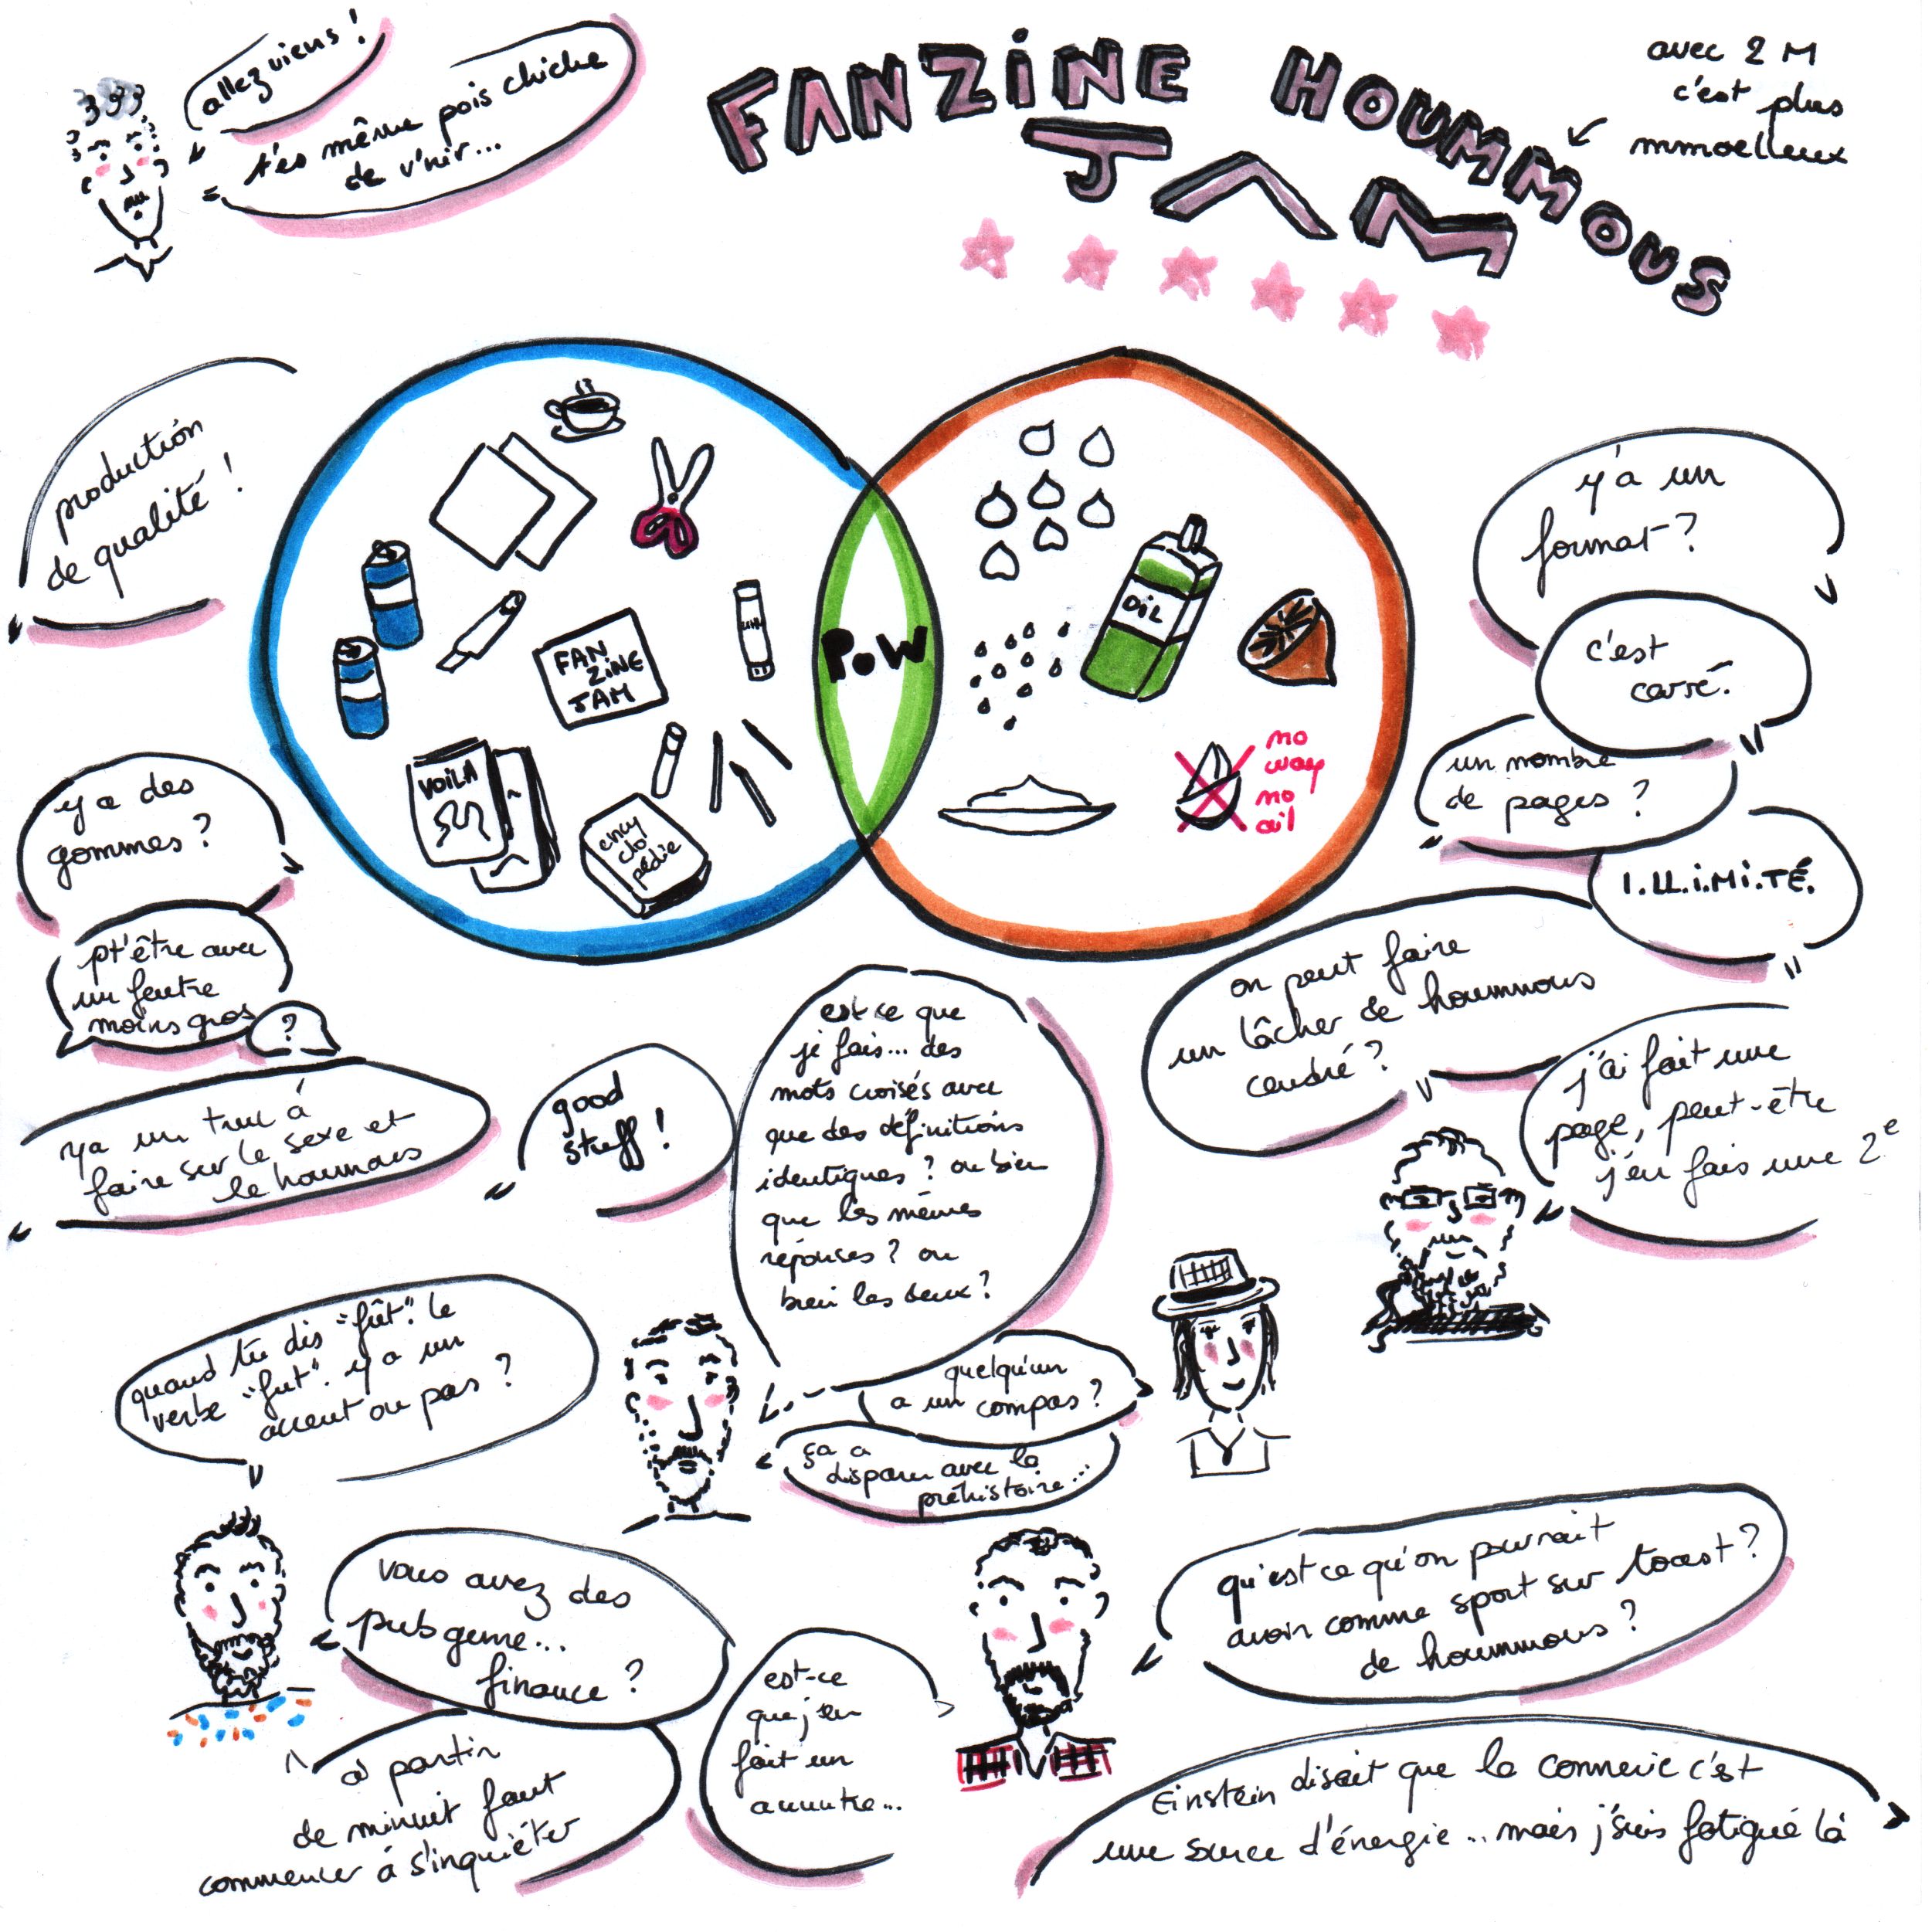 allez viens !
t'es même pois chiche
de v'nir...
FANZINE HOUMMOUS
JAM
avec 2 M
c'est plus
mmoelleux
production
de qualité !
FAN
ZINE
JAM
VOILA
ency
clo
pédie
UHU
POW
OIL
no
way
no
ail
y'a un
format ?
c'est
carré.
un nombre
de pages ?
I.LL.i.Mi.TÉ.
y a des
gommes ?
pt'être avec
un feutre
moins gros
?
y'a un truc à
faire sur le sexe et
le houmous
good
stuff !
est-ce que
je fais... des
mots croisés avec
que des définitions
identiques ? ou bien
que les mêmes
réponses ? ou
bien les deux ?
on peut faire
un lâcher de hoummous
cendré ?
j'ai fait une
page, peut-être
j'en fais une 2e
quand tu dis "fût". le
verbe "fut". y a un
accent ou pas ?
quelqu'un
a un compas ?
ça a
disparu avec la
préhistoire...
vous avez des
pubs genre...
finance ?
à partir
de minuit faut
commencer à s'inquiéter
est-ce
que j'en
fait un
auuutre...
qu'est ce qu'on pourrait
avoir comme sport sur toast ?
de hoummous ?
Einstein disait que la connerie c'est
une source d'énergie... mais j'suis fatigué là